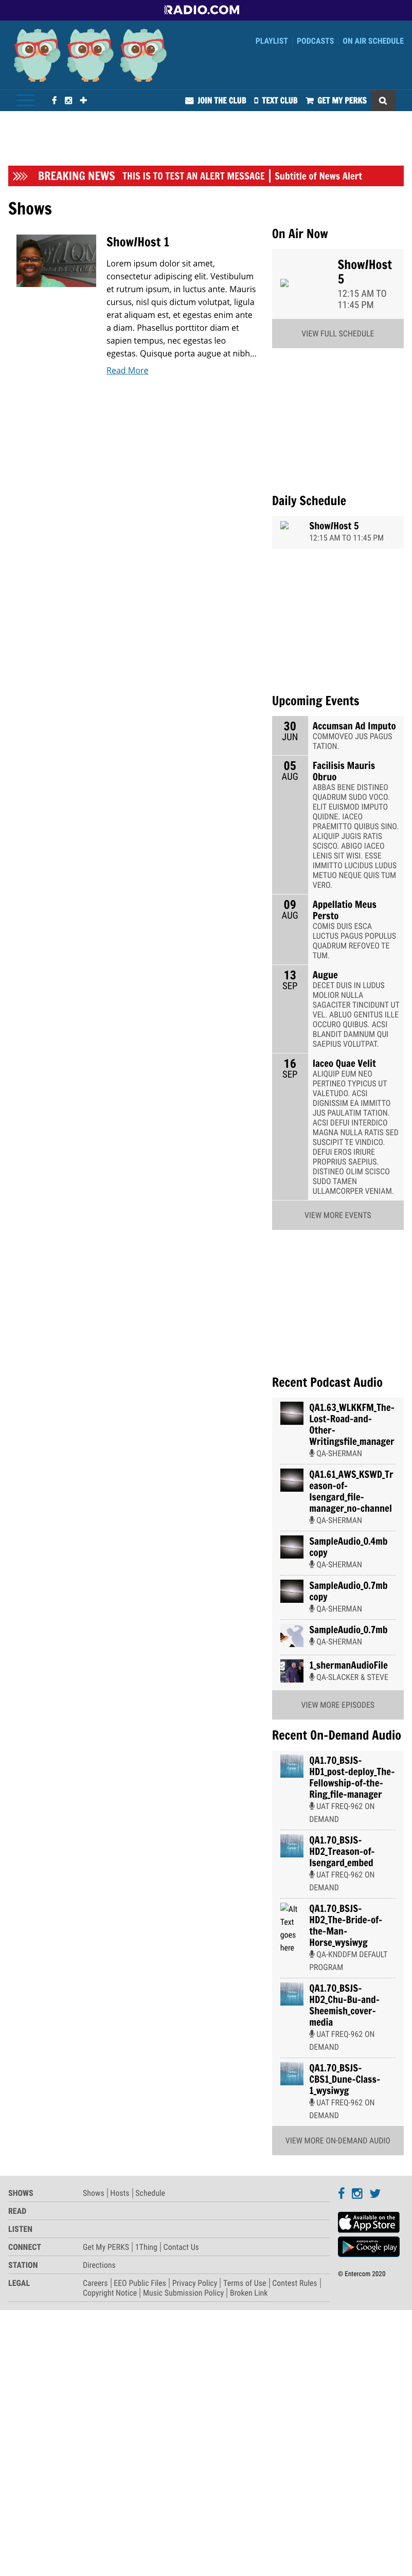 RADIO.COM
PLAYLIST PODCASTS ON AIR SCHEDULE
JOIN THE CLUB TEXT CLUB GET MY PERKS
BREAKING NEWS THIS IS TO TEST AN ALERT MESSAGE | Subtitle of News Alert
Shows
Show/Host 1
Lorem ipsum dolor sit amet,
consectetur adipiscing elit. Vestibulum
et rutrum ipsum, in luctus ante. Mauris
cursus, nisl quis dictum volutpat, ligula
erat aliquam est, et egestas enim ante
a diam. Phasellus porttitor diam et
sapien tempus, nec egestas leo
egestas. Quisque porta augue at nibh...
Read More
On Air Now
Show/Host
5
12:15 AM TO
11:45 PM
VIEW FULL SCHEDULE
Daily Schedule
Show/Host 5
12:15 AM TO 11:45 PM
Upcoming Events
30
JUN
Accumsan Ad Imputo
COMMOVEO JUS PAGUS
TATION.
05
AUG
Facilisis Mauris
Obruo
ABBAS BENE DISTINEO
QUADRUM SUDO VOCO.
ELIT EUISMOD IMPUTO
QUIDNE. IACEO
PRAEMITTO QUIBUS SINO.
ALIQUIP JUGIS RATIS
SCISCO. ABIGO IACEO
LENIS SIT WISI. ESSE
IMMITTO LUCIDUS LUDUS
METUO NEQUE QUIS TUM
VERO.
09
AUG
Appellatio Meus
Persto
COMIS DUIS ESCA
LUCTUS PAGUS POPULUS
QUADRUM REFOVEO TE
TUM.
13
SEP
Augue
DECET DUIS IN LUDUS
MOLIOR NULLA
SAGACITER TINCIDUNT UT
VEL. ABLUO GENITUS ILLE
OCCURO QUIBUS. ACSI
BLANDIT DAMNUM QUI
SAEPIUS VOLUTPAT.
16
SEP
Iaceo Quae Velit
ALIQUIP EUM NEO
PERTINEO TYPICUS UT
VALETUDO. ACSI
DIGNISSIM EA IMMITTO
JUS PAULATIM TATION.
ACSI DEFUI INTERDICO
MAGNA NULLA RATIS SED
SUSCIPIT TE VINDICO.
DEFUI EROS IRIURE
PROPRIUS SAEPIUS.
DISTINEO OLIM SCISCO
SUDO TAMEN
ULLAMCORPER VENIAM.
VIEW MORE EVENTS
Recent Podcast Audio
QA1.63_WLKKFM_The-
Lost-Road-and-
Other-
Writingsfile_manager
QA-SHERMAN
QA1.61_AWS_KSWD_Tr
eason-of-
Isengard_file-
manager_no-channel
QA-SHERMAN
SampleAudio_0.4mb
copy
QA-SHERMAN
SampleAudio_0.7mb
copy
QA-SHERMAN
SampleAudio_0.7mb
QA-SHERMAN
1_shermanAudioFile
QA-SLACKER & STEVE
VIEW MORE EPISODES
Recent On-Demand Audio
QA1.70_BSJS-
HD1_post-deploy_The-
Fellowship-of-the-
Ring_file-manager
UAT FREQ-962 ON
DEMAND
QA1.70_BSJS-
HD2_Treason-of-
Isengard_embed
UAT FREQ-962 ON
DEMAND
Alt
Text
goes
here
QA1.70_BSJS-
HD2_The-Bride-of-
the-Man-
Horse_wysiwyg
QA-KNDDFM DEFAULT
PROGRAM
QA1.70_BSJS-
HD2_Chu-Bu-and-
Sheemish_cover-
media
UAT FREQ-962 ON
DEMAND
QA1.70_BSJS-
CBS1_Dune-Class-
1_wysiwyg
UAT FREQ-962 ON
DEMAND
VIEW MORE ON-DEMAND AUDIO
SHOWS Shows | Hosts | Schedule
READ
LISTEN
CONNECT Get My PERKS | 1Thing | Contact Us
STATION Directions
LEGAL Careers | EEO Public Files | Privacy Policy | Terms of Use | Contest Rules |
Copyright Notice | Music Submission Policy | Broken Link
Available on the
App Store
ANDROID APP ON
Google play
© Entercom 2020